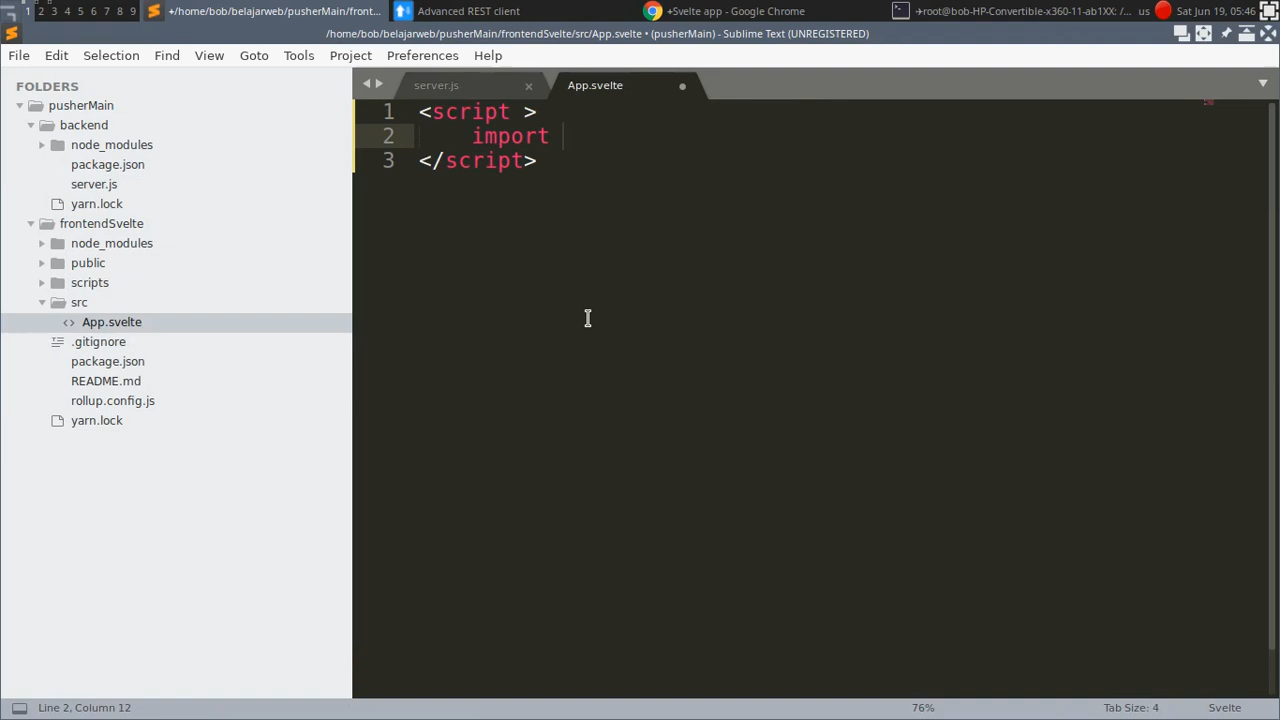 1 2 3 4 5 6 7 8 9 +/home/bob/belajarweb/pusherMain/front... Advanced REST client +Svelte app - Google Chrome ✈root@bob-HP-Convertible-x360-11-ab1XX: /... us Sat Jun 19, 05:46
/home/bob/belajarweb/pusherMain/frontendSvelte/src/App.svelte • (pusherMain) - Sublime Text (UNREGISTERED)
File Edit Selection Find View Goto Tools Project Preferences Help
FOLDERS
pusherMain
backend
node_modules
package.json
server.js
yarn.lock
frontendSvelte
node_modules
public
scripts
src
App.svelte
.gitignore
package.json
README.md
rollup.config.js
yarn.lock
server.js × App.svelte
1 <script >
2 import
3 </script>
Line 2, Column 12 76% Tab Size: 4 Svelte